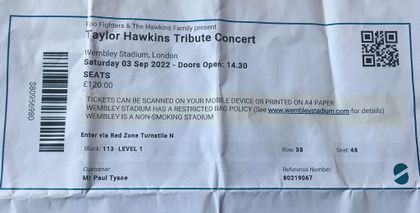 Foo Fighters & The Hawkins Family present
Taylor Hawkins Tribute Concert
Wembley Stadium, London
Saturday 03 Sep 2022 - Doors Open: 14.30
SEATS
£120.00
TICKETS CAN BE SCANNED ON YOUR MOBILE DEVICE OR PRINTED ON A4 PAPER
WEMBLEY STADIUM HAS A RESTRICTED BAG POLICY (See www.wembleystadium.com for details)
WEMBLEY IS A NON-SMOKING STADIUM
Enter via Red Zone Turnstile N
Block: 113 - LEVEL 1
Row: 38
Seat: 48
Customer:
Mr Paul Tysoe
Reference Number:
80219067